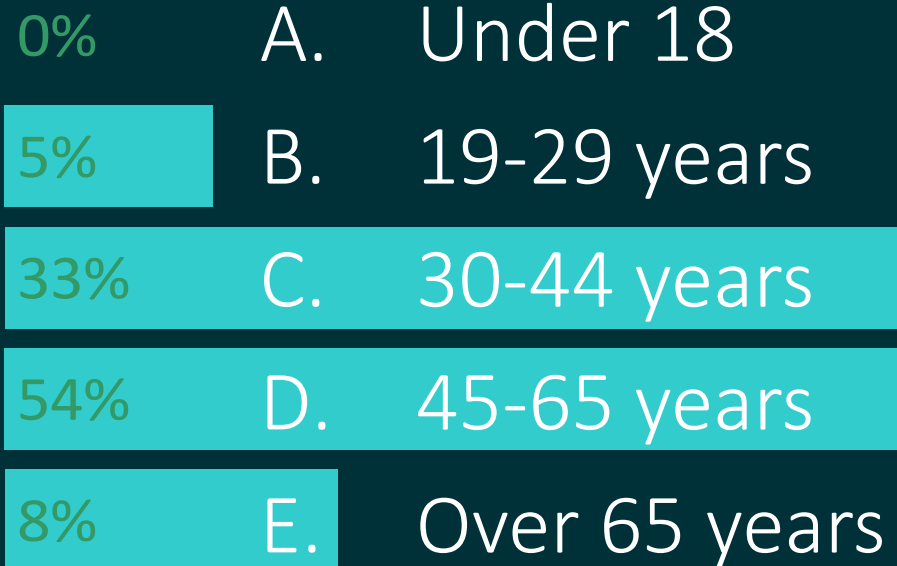 0% A. Under 18
5% B. 19-29 years
33% C. 30-44 years
54% D. 45-65 years
8% E. Over 65 years